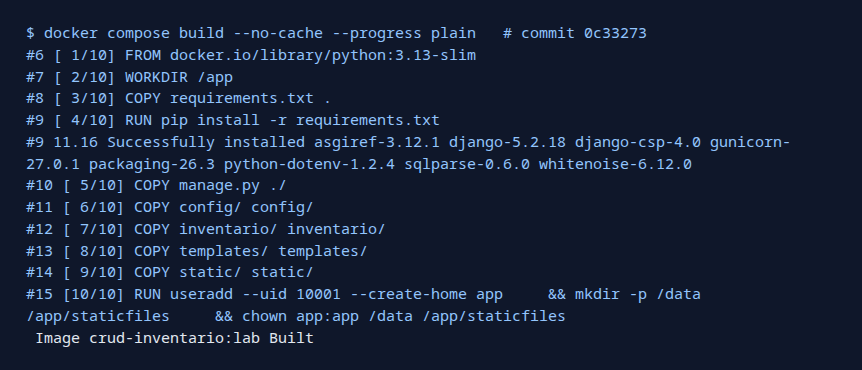 $ docker compose build --no-cache --progress plain   # commit 0c33273
#6 [ 1/10] FROM docker.io/library/python:3.13-slim
#7 [ 2/10] WORKDIR /app
#8 [ 3/10] COPY requirements.txt .
#9 [ 4/10] RUN pip install -r requirements.txt
#9 11.16 Successfully installed asgiref-3.12.1 django-5.2.18 django-csp-4.0 gunicorn-
27.0.1 packaging-26.3 python-dotenv-1.2.4 sqlparse-0.6.0 whitenoise-6.12.0
#10 [ 5/10] COPY manage.py ./
#11 [ 6/10] COPY config/ config/
#12 [ 7/10] COPY inventario/ inventario/
#13 [ 8/10] COPY templates/ templates/
#14 [ 9/10] COPY static/ static/
#15 [10/10] RUN useradd --uid 10001 --create-home app     && mkdir -p /data
/app/staticfiles     && chown app:app /data /app/staticfiles
 Image crud-inventario:lab Built